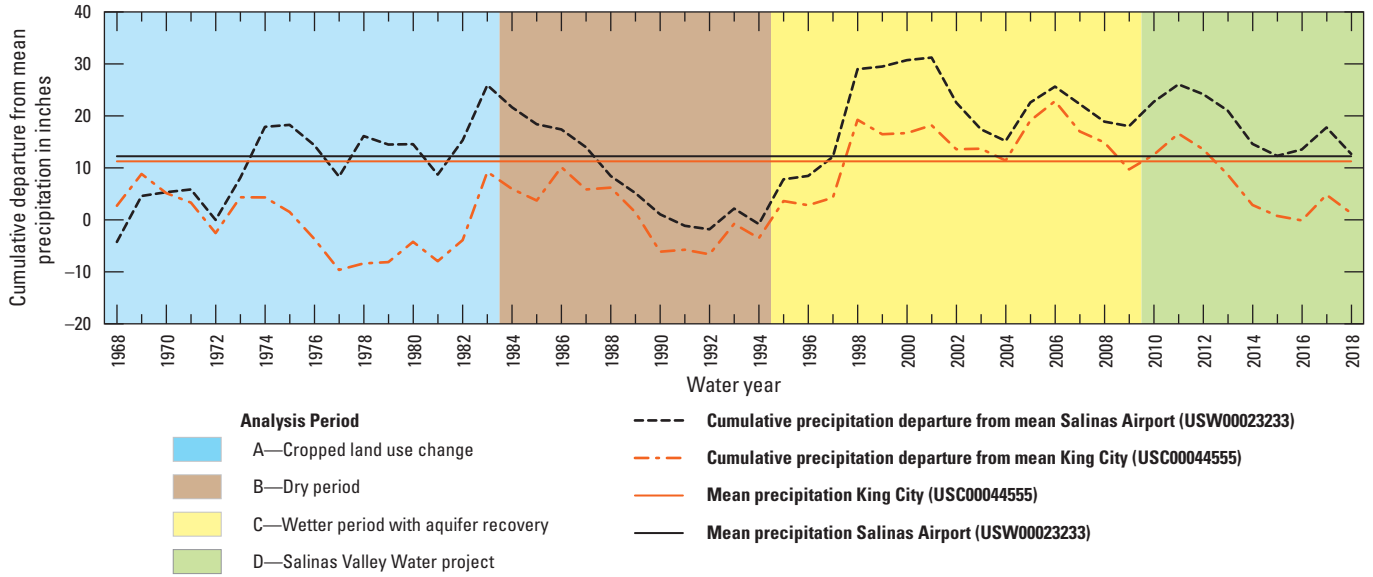 Cumulative departure from mean
precipitation in inches
40
30
20
10
0
–10
–20
1968
1970
1972
1974
1976
1978
1980
1982
1984
1986
1988
1990
1992
1994
1996
1998
2000
2002
2004
2006
2008
2010
2012
2014
2016
2018
Water year
Analysis Period
A—Cropped land use change
B—Dry period
C—Wetter period with aquifer recovery
D—Salinas Valley Water project
Cumulative precipitation departure from mean Salinas Airport (USW00023233)
Cumulative precipitation departure from mean King City (USC00044555)
Mean precipitation King City (USC00044555)
Mean precipitation Salinas Airport (USW00023233)